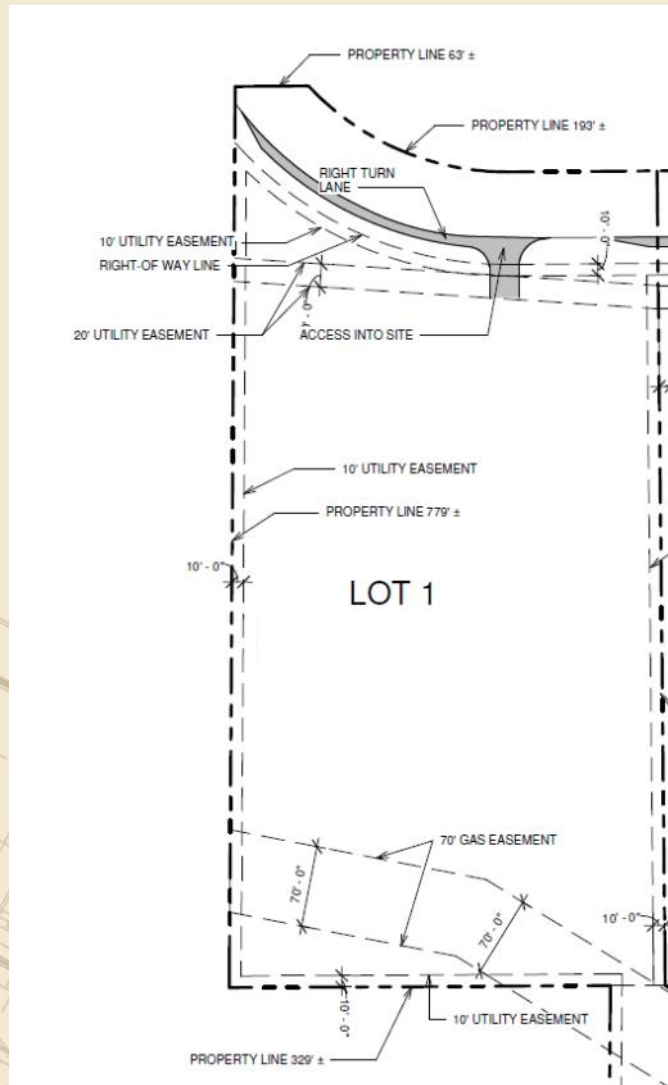 PROPERTY LINE 63' ±
PROPERTY LINE 193' ±
RIGHT TURN
LANE
10' - 0"
10' UTILITY EASEMENT
RIGHT-OF WAY LINE
20' UTILITY EASEMENT
' - 0"
ACCESS INTO SITE
10' UTILITY EASEMENT
PROPERTY LINE 779' ±
10' - 0"
LOT 1
70' GAS EASEMENT
70' - 0"
70' - 0"
10' - 0"
10' - 0"
10' UTILITY EASEMENT
PROPERTY LINE 329' ±